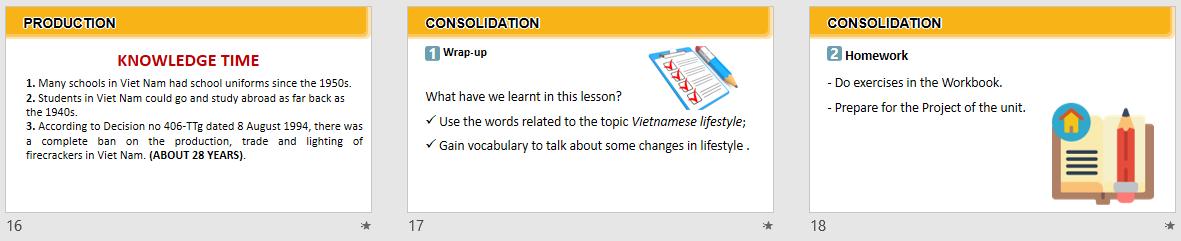 PRODUCTION
KNOWLEDGE TIME
1. Many schools in Viet Nam had school uniforms since the 1950s.
2. Students in Viet Nam could go and study abroad as far back as
the 1940s.
3. According to Decision no 406-TTg dated 8 August 1994, there was
a complete ban on the production, trade and lighting of
firecrackers in Viet Nam. (ABOUT 28 YEARS).
16
CONSOLIDATION
1 Wrap-up
What have we learnt in this lesson?
✓ Use the words related to the topic Vietnamese lifestyle;
✓ Gain vocabulary to talk about some changes in lifestyle .
17
CONSOLIDATION
2 Homework
- Do exercises in the Workbook.
- Prepare for the Project of the unit.
18